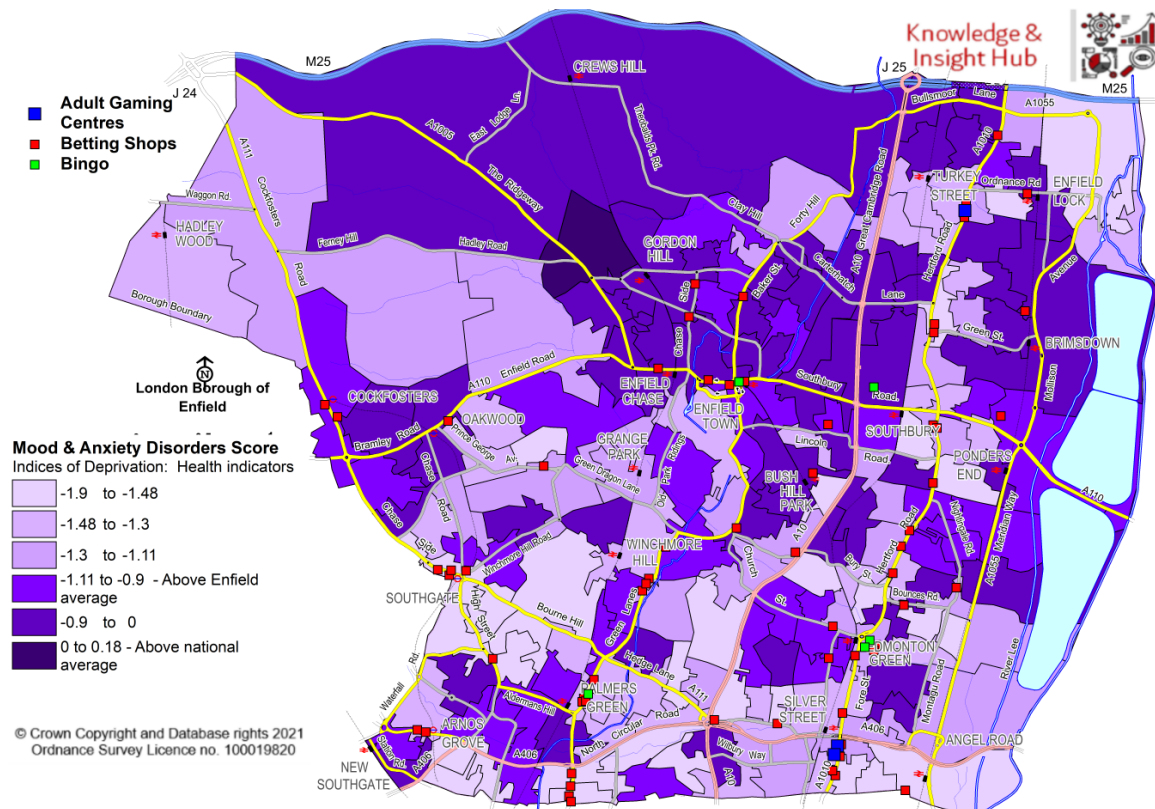 Knowledge &
Insight Hub
M25
J 24
J 25
M25
CREWS HILL
Bullsmoor
Lane
A1055
Adult Gaming
Centres
Betting Shops
Bingo
A111
Cockfosters
Road
A1005
The Ridgeway
East Lodge Ln.
Theobalds Pk. Rd.
A1010
TURKEY
STREET
Ordnance Rd
ENFIELD
LOCK
Waggon Rd.
HADLEY
WOOD
Ferney Hill
Hadley Road
Clay Hill
Forty Hill
A10 Great Cambridge Road
Hertford Road
GORDON
HILL
Baker St.
Carterhatch
Lane
Avenue
Borough Boundary
Side
Chase
Green St.
BRIMSDOWN
London Borough of
Enfield
N
A110
Enfield Road
ENFIELD
CHASE
ENFIELD
TOWN
Southbury
Road.
Mollison
COCKFOSTERS
OAKWOOD
Bramley Road
Prince George
Av.
GRANGE
PARK
Green Dragon Lane
Old Park Ridings
Lincoln
Road
SOUTHBURY
PONDERS
END
A110
Mood & Anxiety Disorders Score
Indices of Deprivation: Health indicators
-1.9 to -1.48
-1.48 to -1.3
-1.3 to -1.11
-1.11 to -0.9 - Above Enfield
average
-0.9 to 0
0 to 0.18 - Above national
average
Chase
Road
Chase
Side
BUSH
HILL
PARK
A10
Hertford
Road
Nightingale Rd.
A1055 Meridian Way
Winchmore Hill Road
WINCHMORE
HILL
Church
St.
Bury St.
Bounces Rd.
SOUTHGATE
High Street
Bourne Hill
Green Lanes
Hedge Lane
A111
EDMONTON
GREEN
Montagu Road
River Lee
Waterfall
Rd.
Aldermans Hill
PALMERS
GREEN
SILVER
STREET
Fore St.
ARNOS
GROVE
Station Rd.
A406
A406
North Circular Road
Wilbury Way
A10
A1010
A406
ANGEL ROAD
NEW
SOUTHGATE
© Crown Copyright and Database rights 2021
Ordnance Survey Licence no. 100019820